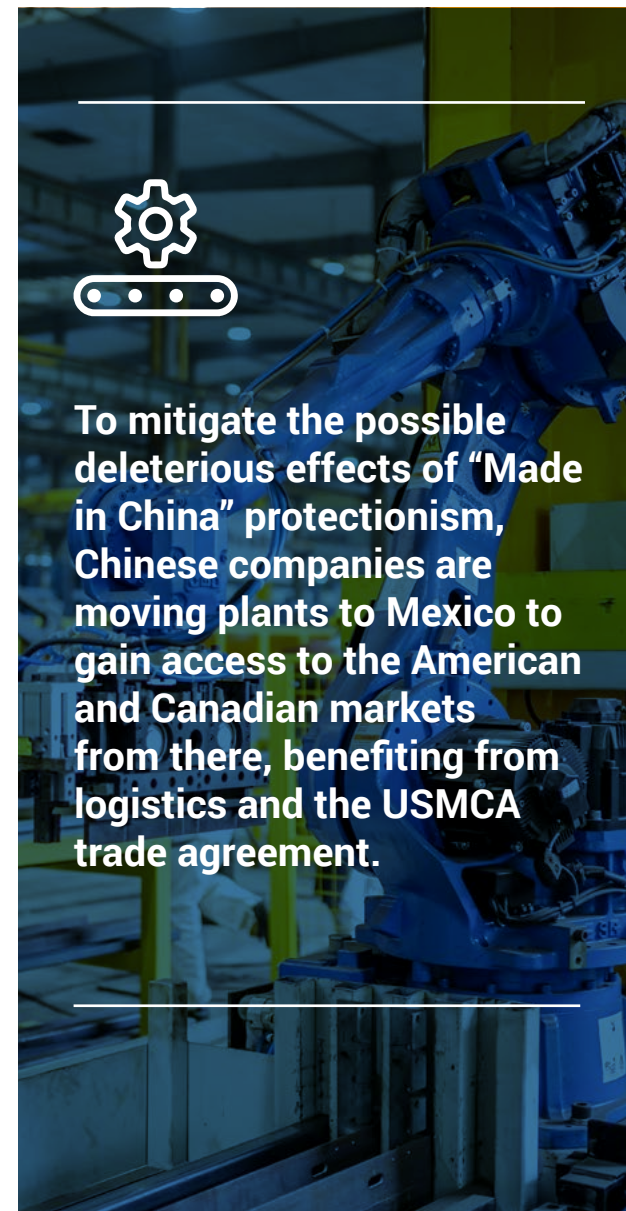 To mitigate the possible
deleterious effects of “Made
in China” protectionism,
Chinese companies are
moving plants to Mexico to
gain access to the American
and Canadian markets
from there, benefiting from
logistics and the USMCA
trade agreement.